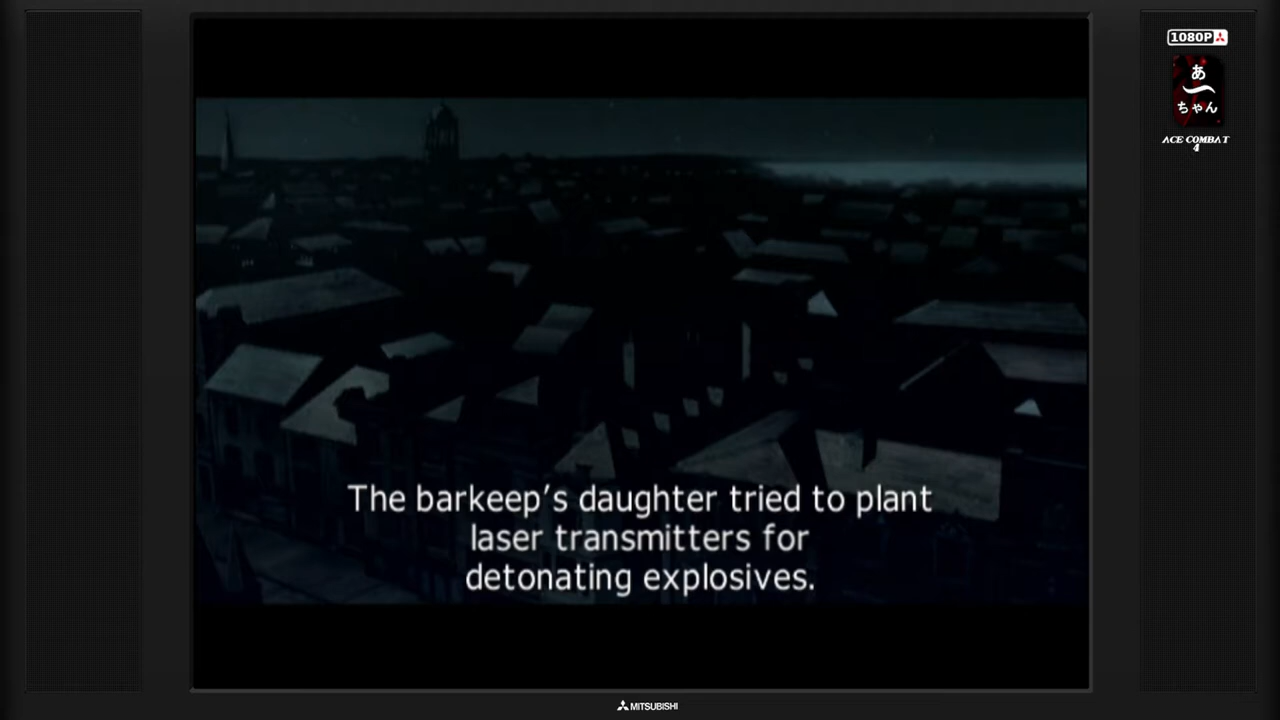 1080P
あ
ー
ちゃん
ACE COMBAT
4
The barkeep's daughter tried to plant
laser transmitters for
detonating explosives.
MITSUBISHI